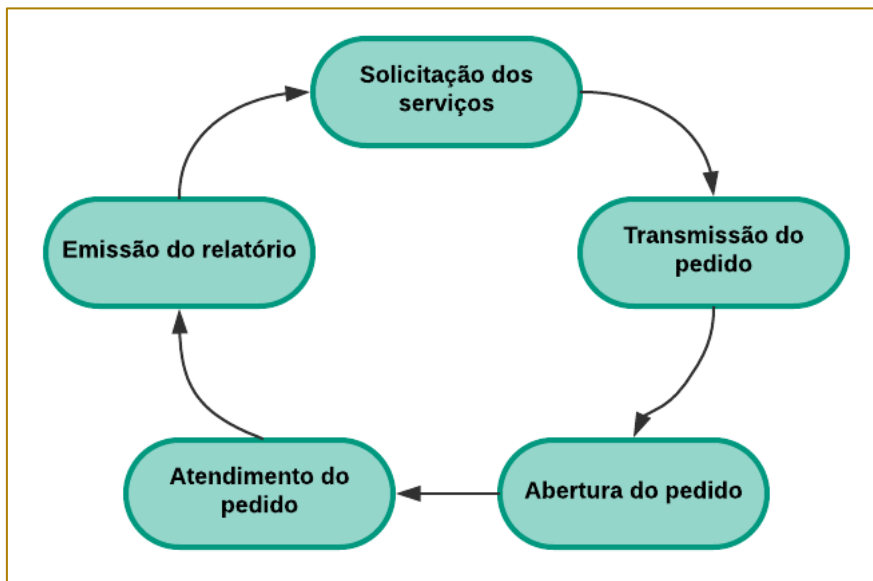 Solicitação dos
serviços
Transmissão do
pedido
Abertura do pedido
Atendimento do
pedido
Emissão do relatório